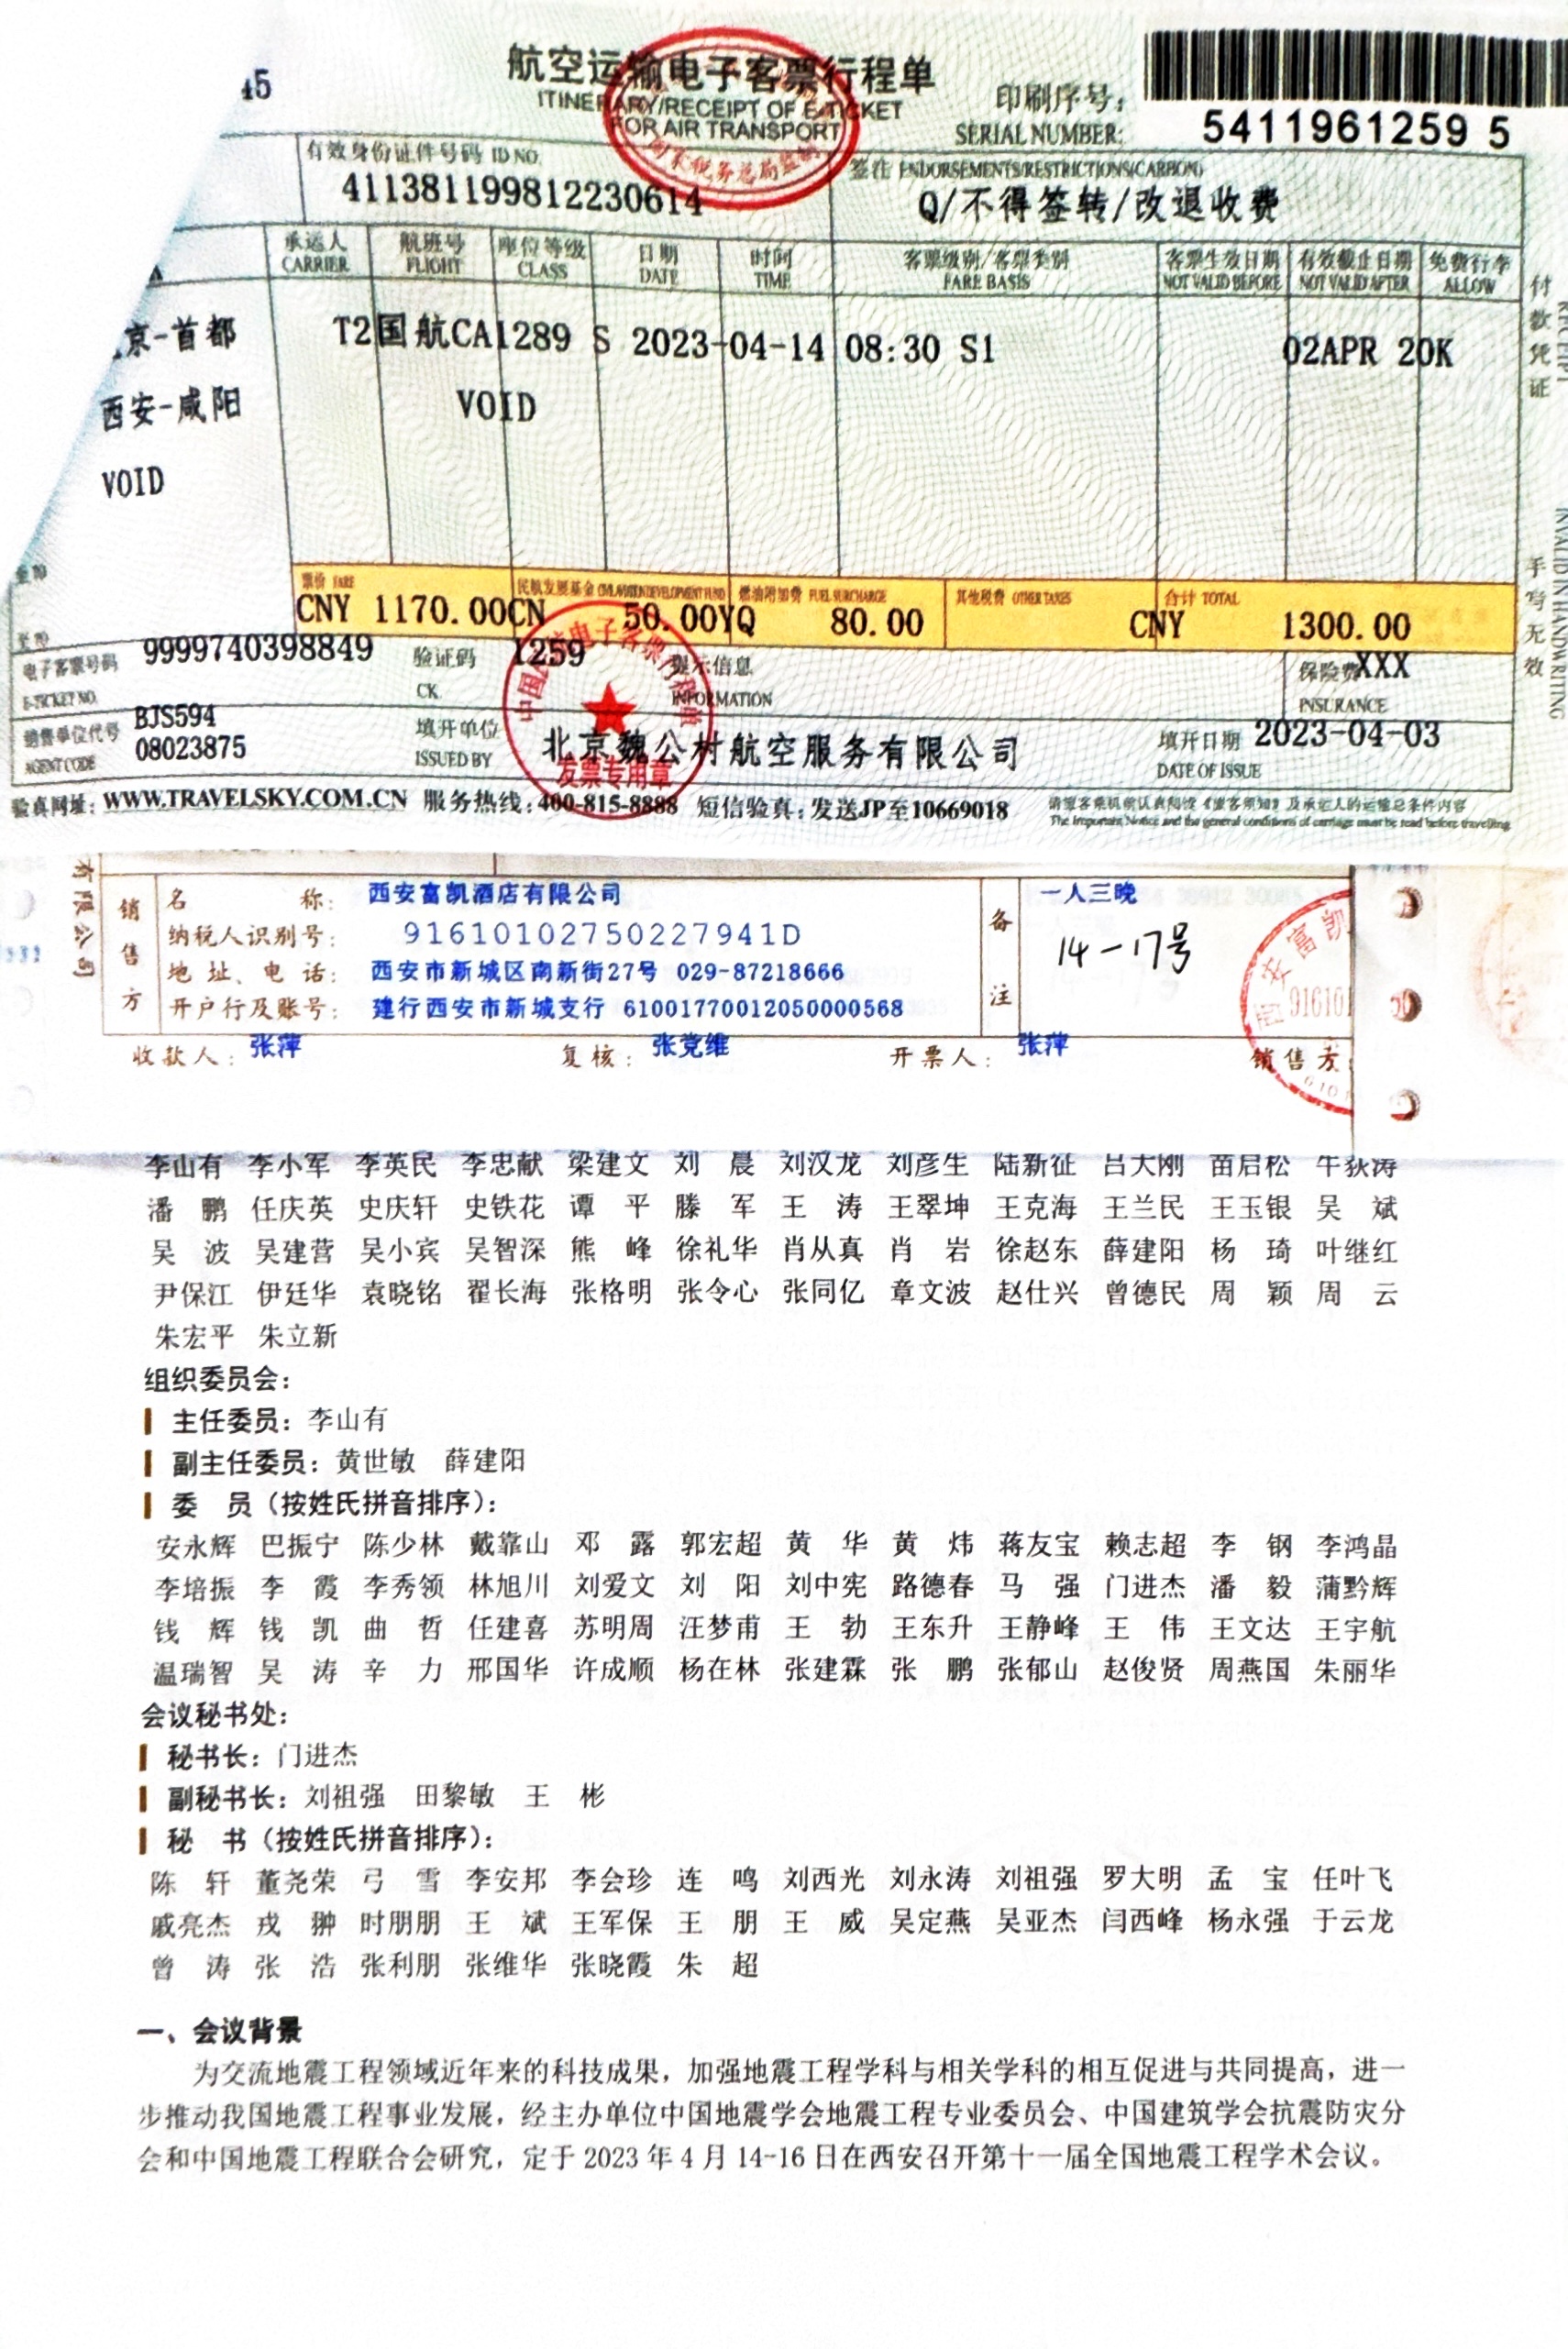 45
航空运输电子客票行程单
ITINERARY/RECEIPT OF E-TICKET
FOR AIR TRANSPORT
国家税务总局监制
印刷序号:
SERIAL NUMBER:
5411961259 5
有效身份证件号码 ID NO.
411381199812230614
签注 ENDORSEMENTS/RESTRICTIONS(CARBON)
Q/不得签转/改退收费
承运人 航班号 座位等级 日期 时间 客票级别/客票类别 客票生效日期 有效截止日期 免费行李
CARRIER FLIGHT CLASS DATE TIME FARE BASIS NOT VALID BEFORE NOT VALID AFTER ALLOW
京-首都 T2 国航CA1289 S 2023-04-14 08:30 S1 02APR 20K
西安-咸阳 VOID
VOID
付款凭证
手写无效
INVALID IN HANDWRITING
票价 FARE 民航发展基金 CIVIL AVIATION DEVELOPMENT FUND 燃油附加费 FUEL SURCHARGE 其他税费 OTHER TAXES 合计 TOTAL
CNY 1170.00CN 50.00YQ 80.00 CNY 1300.00
电子客票号码 9999740398849 验证码 1259 提示信息 保险费 XXX
E-TICKET NO. CK. INFORMATION INSURANCE
销售单位代号 BJS594 填开单位 北京魏公村航空服务有限公司 填开日期 2023-04-03
AGENT CODE 08023875 ISSUED BY DATE OF ISSUE
发票专用章
验真网址: WWW.TRAVELSKY.COM.CN 服务热线: 400-815-8888 短信验真: 发送JP至10669018
请旅客乘机前认真阅读《旅客须知》及承运人的运输总条件内容
The Important Notice and the general conditions of carriage must be read before travelling
有限公司
销售方
名 称: 西安富凯酒店有限公司
纳税人识别号: 91610102750227941D
地 址、电 话: 西安市新城区南新街27号 029-87218666
开户行及账号: 建行西安市新城支行 61001770012050000568
备注
一人三晚
14-17号
西安富凯
91610
收款人: 张萍 复核: 张党维 开票人: 张萍 销售方:
李山有 李小军 李英民 李忠献 梁建文 刘 晨 刘汉龙 刘彦生 陆新征 吕大刚 苗启松 牛荻涛
潘 鹏 任庆英 史庆轩 史铁花 谭 平 滕 军 王 涛 王翠坤 王克海 王兰民 王玉银 吴 斌
吴 波 吴建营 吴小宾 吴智深 熊 峰 徐礼华 肖从真 肖 岩 徐赵东 薛建阳 杨 琦 叶继红
尹保江 伊廷华 袁晓铭 翟长海 张格明 张令心 张同亿 章文波 赵仕兴 曾德民 周 颖 周 云
朱宏平 朱立新
组织委员会:
主任委员: 李山有
副主任委员: 黄世敏 薛建阳
委 员 (按姓氏拼音排序):
安永辉 巴振宁 陈少林 戴靠山 邓 露 郭宏超 黄 华 黄 炜 蒋友宝 赖志超 李 钢 李鸿晶
李培振 李 霞 李秀领 林旭川 刘爱文 刘 阳 刘中宪 路德春 马 强 门进杰 潘 毅 蒲黔辉
钱 辉 钱 凯 曲 哲 任建喜 苏明周 汪梦甫 王 勃 王东升 王静峰 王 伟 王文达 王宇航
温瑞智 吴 涛 辛 力 邢国华 许成顺 杨在林 张建霖 张 鹏 张郁山 赵俊贤 周燕国 朱丽华
会议秘书处:
秘书长: 门进杰
副秘书长: 刘祖强 田黎敏 王 彬
秘 书 (按姓氏拼音排序):
陈 轩 董尧荣 弓 雪 李安邦 李会珍 连 鸣 刘西光 刘永涛 刘祖强 罗大明 孟 宝 任叶飞
戚亮杰 戎 翀 时朋朋 王 斌 王军保 王 朋 王 威 吴定燕 吴亚杰 闫西峰 杨永强 于云龙
曾 涛 张 浩 张利朋 张维华 张晓霞 朱 超
一、会议背景
为交流地震工程领域近年来的科技成果，加强地震工程学科与相关学科的相互促进与共同提高，进一
步推动我国地震工程事业发展，经主办单位中国地震学会地震工程专业委员会、中国建筑学会抗震防灾分
会和中国地震工程联合会研究，定于 2023 年 4 月 14-16 日在西安召开第十一届全国地震工程学术会议。